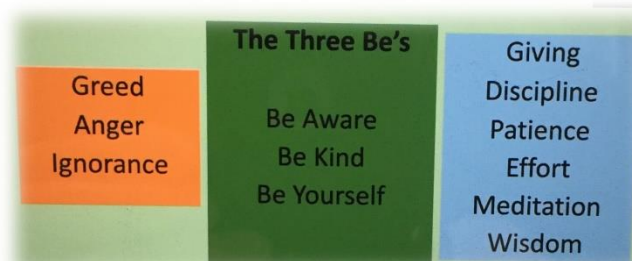 Greed
Anger
Ignorance
The Three Be's
Be Aware
Be Kind
Be Yourself
Giving
Discipline
Patience
Effort
Meditation
Wisdom